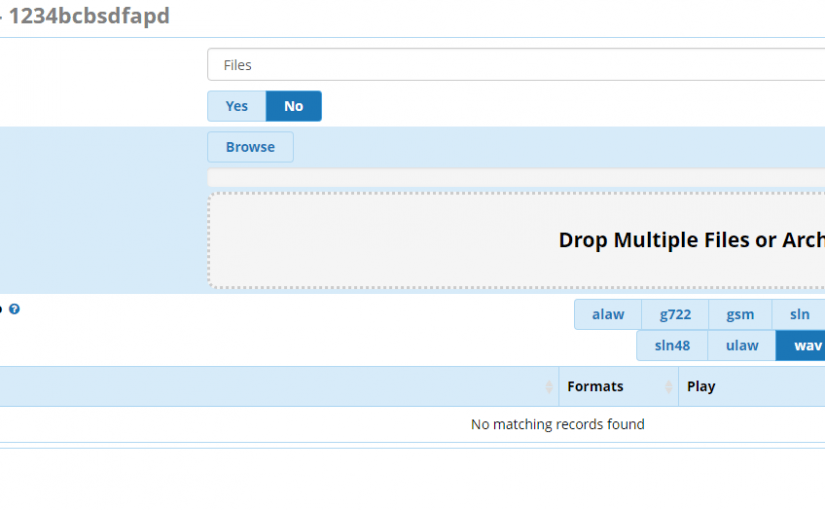 - 1234bcbsdfapd
Files
Yes No
Browse
Drop Multiple Files or Arch
alaw g722 gsm sln
sln48 ulaw wav
Formats Play
No matching records found